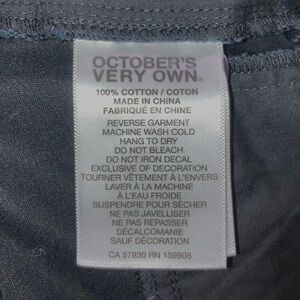 OCTOBER'S
VERY OWN®
100% COTTON / COTON
MADE IN CHINA
FABRIQUÉ EN CHINE
REVERSE GARMENT
MACHINE WASH COLD
HANG TO DRY
DO NOT BLEACH
DO NOT IRON DECAL
EXCLUSIVE OF DECORATION
TOURNER VÊTEMENT À L'ENVERS
LAVER À LA MACHINE
À L'EAU FROIDE
SUSPENDRE POUR SÉCHER
NE PAS JAVELLISER
NE PAS REPASSER
DÉCALCOMANIE
SAUF DÉCORATION
CA 57830 RN 159908